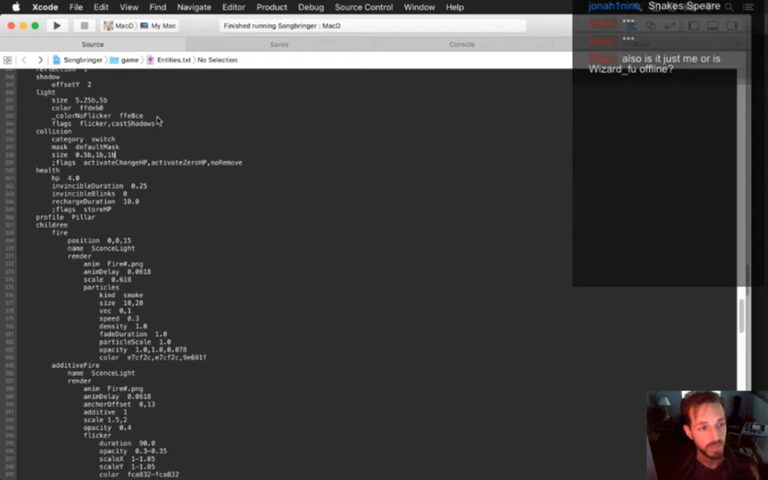 Xcode File Edit View Find Navigate Editor Product Debug Source Control Window
MacD My Mac
Finished running Songbringer : MacD
Source
Saves
Console
Songbringer game Entities.txt No Selection
shadow
offsetY 2
light
size 5.25b,5b
color ffdeb0
_colorNoFlicker ffe8ce
flags flicker,castShadows
collision
category switch
mask defaultMask
size 0.5b,1b,1b
;flags activateChangeHP,activateZeroHP,noRemove
health
hp 4.0
invincibleDuration 0.25
invincibleBlinks 0
rechargeDuration 10.0
;flags storeHP
profile Pillar
children
fire
position 0,0,15
name SconceLight
render
anim Fire#.png
animDelay 0.0618
scale 0.618
particles
kind smoke
size 10,20
vec 0,1
speed 0.3
density 1.0
fadeDuration 1.0
particleScale 1.0
opacity 1.0,1.0,0.078
color e7cf2c,e7cf2c,9e691f
additiveFire
name SconceLight
render
anim Fire#.png
animDelay 0.0618
anchorOffset 0,13
additive 1
scale 1.5,2
opacity 0.4
flicker
duration 90.0
opacity 0.3~0.35
scaleX 1~1.05
scaleY 1~1.05
color fca832~fca832
Snakes Speare
***
***
also is it just me or is
Wizard_fu offline?